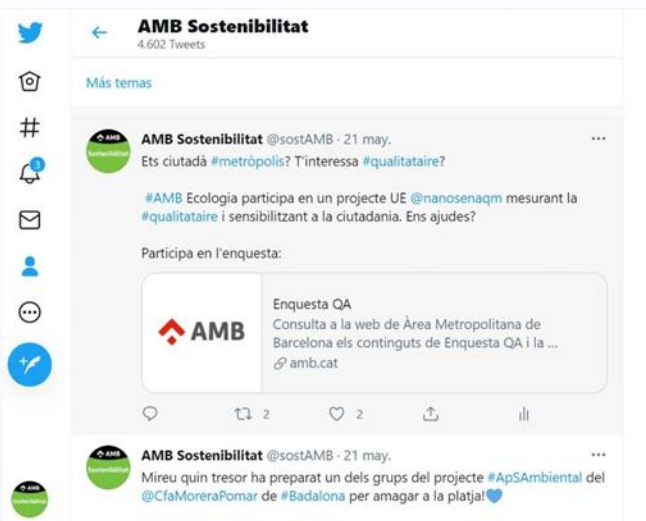 AMB Sostenibilitat
4.602 Tweets
Más temas
AMB Sostenibilitat @sostAMB · 21 may.
Ets ciutadà #metròpolis? T'interessa #qualitataire?
#AMB Ecologia participa en un projecte UE @nanosenaqm mesurant la
#qualitataire i sensibilitzant a la ciutadania. Ens ajudes?
Participa en l'enquesta:
AMB
Enquesta QA
Consulta a la web de Àrea Metropolitana de
Barcelona els continguts de Enquesta QA i la ...
amb.cat
2
2
AMB Sostenibilitat @sostAMB · 21 may.
Mireu quin tresor ha preparat un dels grups del projecte #ApSAmbiental del
@CfaMoreraPomar de #Badalona per amagar a la platja!💙
3
AMB
Sostenibilitat
AMB
Sostenibilitat
AMB
Sostenibilitat